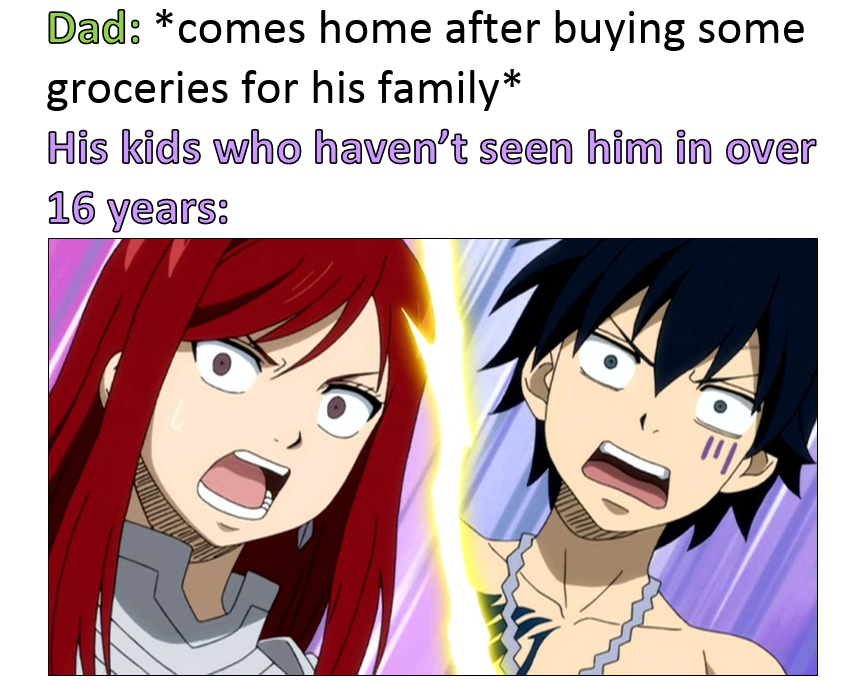 Dad: *comes home after buying some
groceries for his family*
His kids who haven’t seen him in over
16 years: